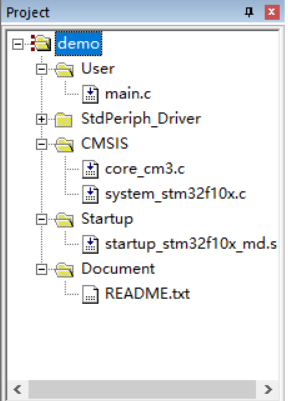 Project
demo
User
main.c
StdPeriph_Driver
CMSIS
core_cm3.c
system_stm32f10x.c
Startup
startup_stm32f10x_md.s
Document
README.txt